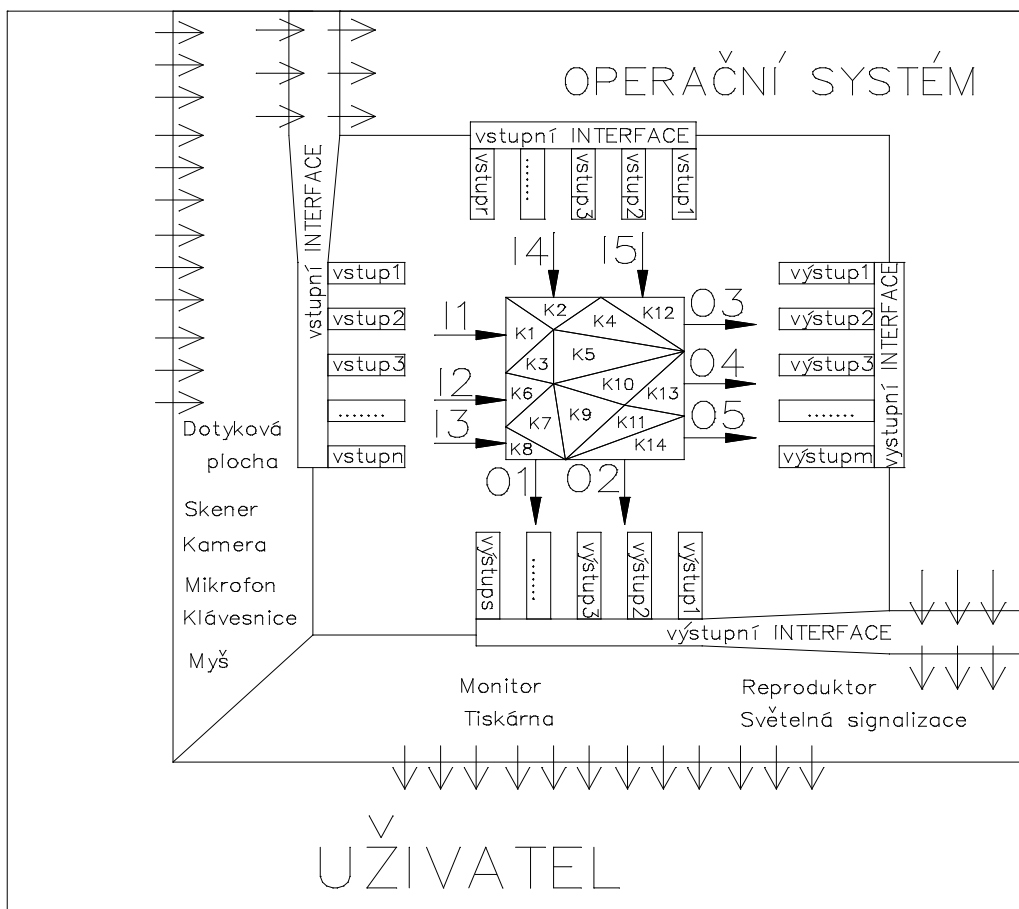 OPERAČNÍ SYSTÉM
vstupní INTERFACE
vstupr
.......
vstup3
vstup2
vstup1
vstupní INTERFACE
vstupní INTERFACE
vstup1
vstup2
vstup3
.......
vstupn
I4
I5
I1
I2
I3
K1
K2
K3
K4
K5
K6
K7
K8
K9
K10
K11
K12
K13
K14
O3
O4
O5
O1
O2
výstup1
výstup2
výstup3
.......
výstupm
výstupní INTERFACE
výstups
.......
výstup3
výstup2
výstup1
výstupní INTERFACE
Dotyková
plocha
Skener
Kamera
Mikrofon
Klávesnice
Myš
Monitor
Tiskárna
Reproduktor
Světelná signalizace
UŽIVATEL